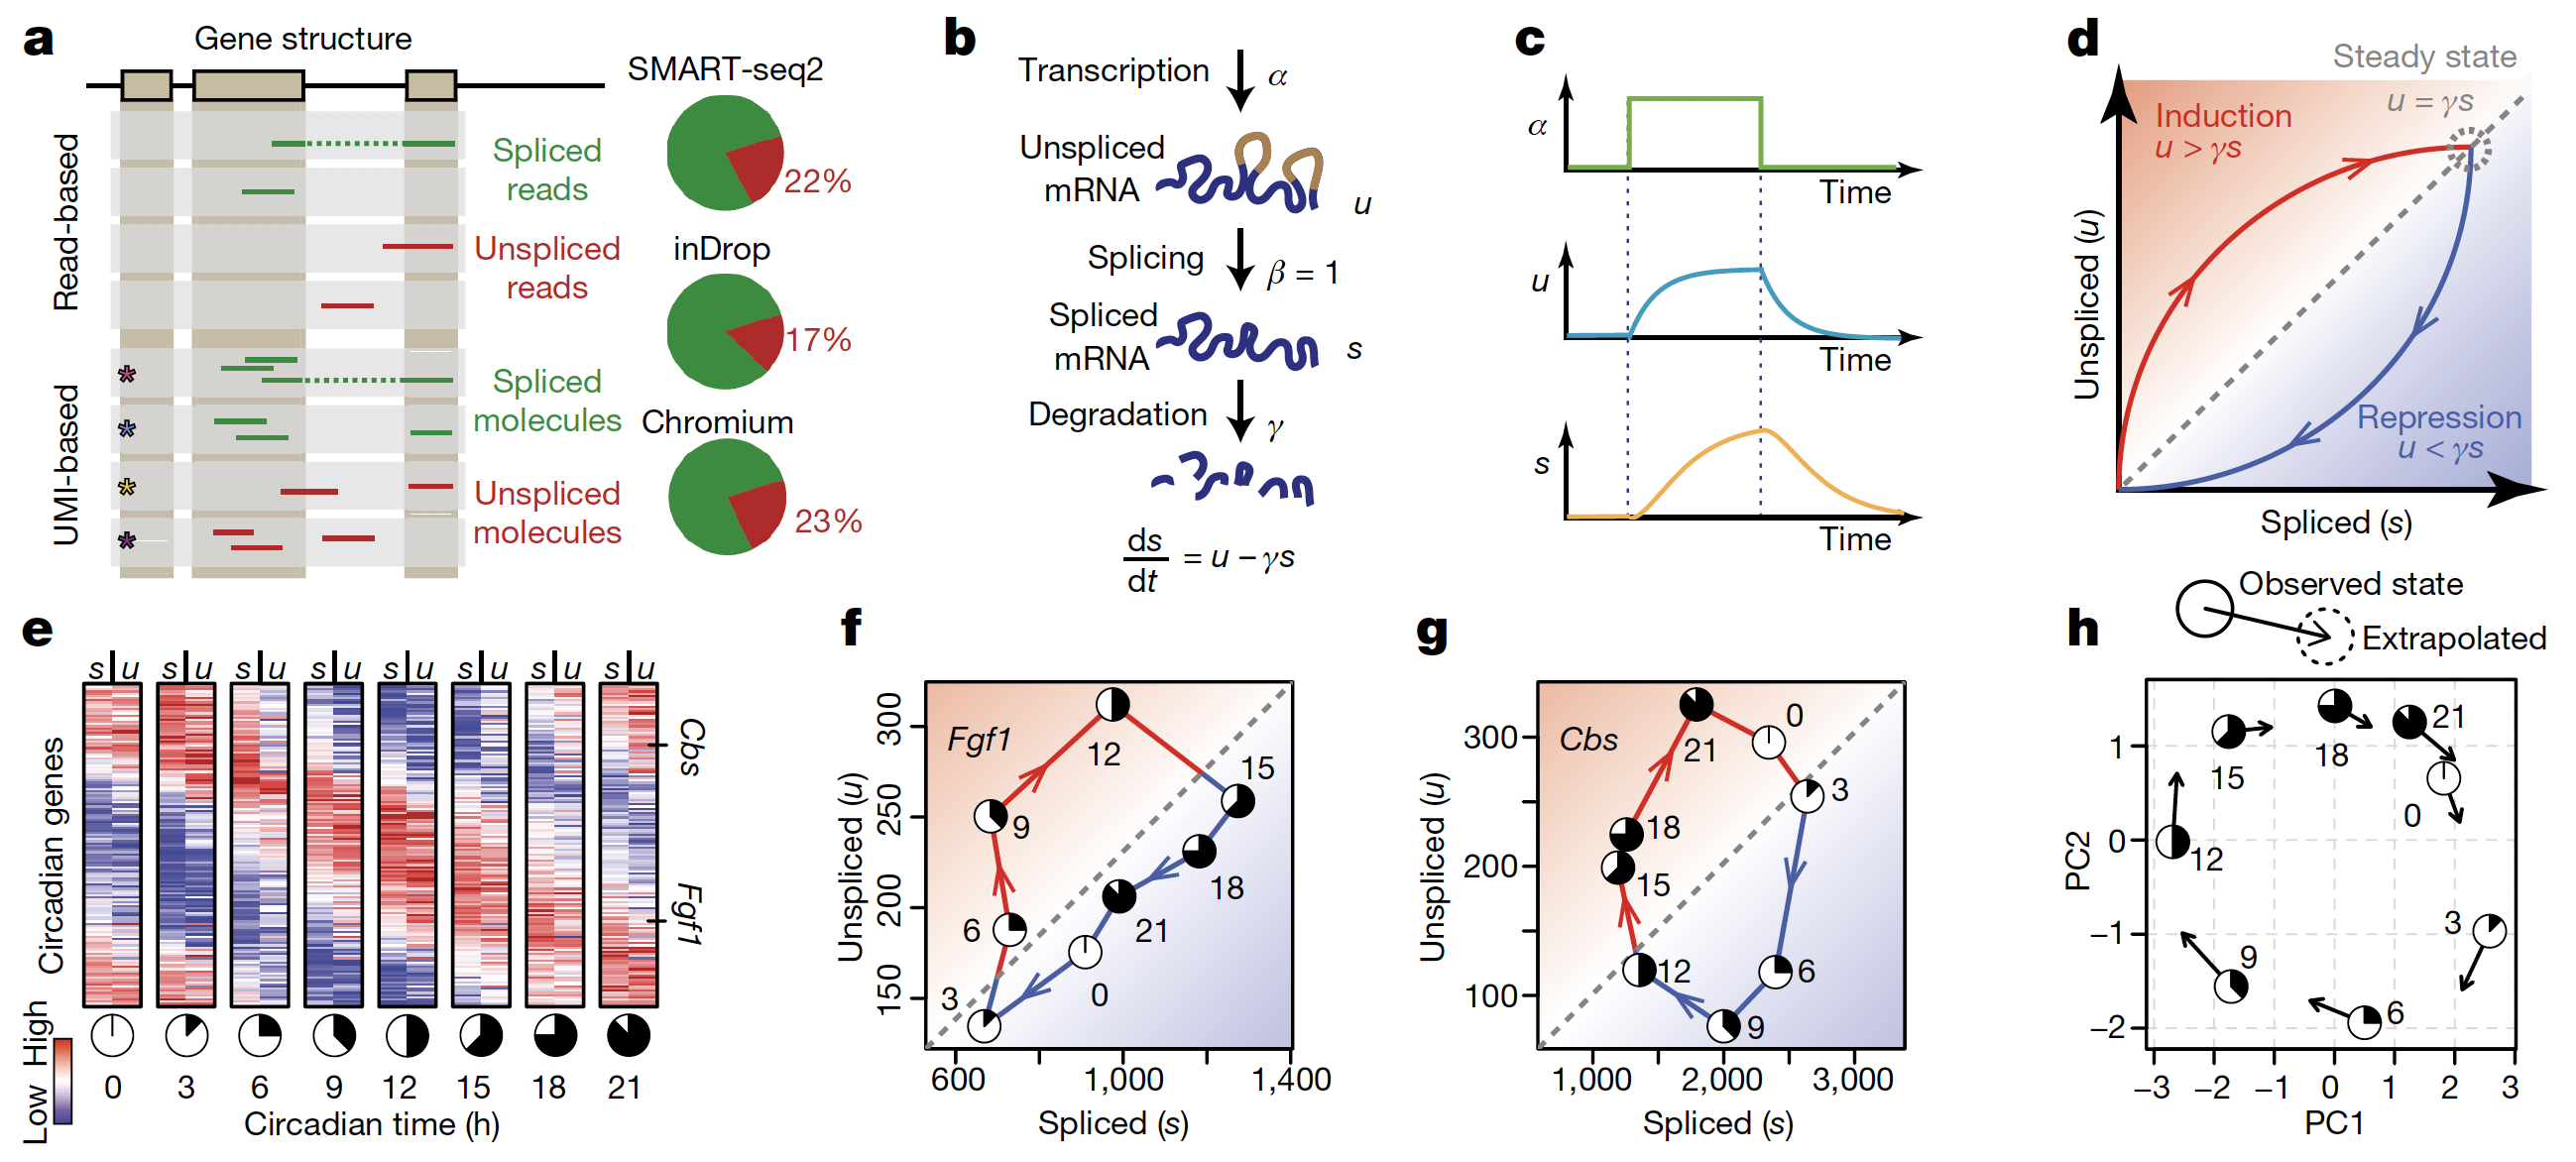 a
Gene structure
Read-based
UMI-based
Spliced
reads
Unspliced
reads
Spliced
molecules
Unspliced
molecules
*
*
*
*
SMART-seq2
22%
inDrop
17%
Chromium
23%
b
Transcription
α
Unspliced
mRNA
u
Splicing
β = 1
Spliced
mRNA
s
Degradation
γ
ds/dt = u − γs
c
α
Time
u
Time
s
Time
d
Steady state
u = γs
Induction
u > γs
Repression
u < γs
Unspliced (u)
Spliced (s)
e
s u s u s u s u s u s u s u s u
Circadian genes
Cbs
Fgf1
High
Low
0 3 6 9 12 15 18 21
Circadian time (h)
f
Fgf1
Unspliced (u)
300
250
200
150
12
15
9
18
6
21
3
0
600 1,000 1,400
Spliced (s)
g
Cbs
Unspliced (u)
300
200
100
21
0
3
18
15
12
6
9
1,000 2,000 3,000
Spliced (s)
Observed state
Extrapolated
h
PC2
1
0
−1
−2
15
18
21
0
12
3
9
6
−3 −2 −1 0 1 2 3
PC1